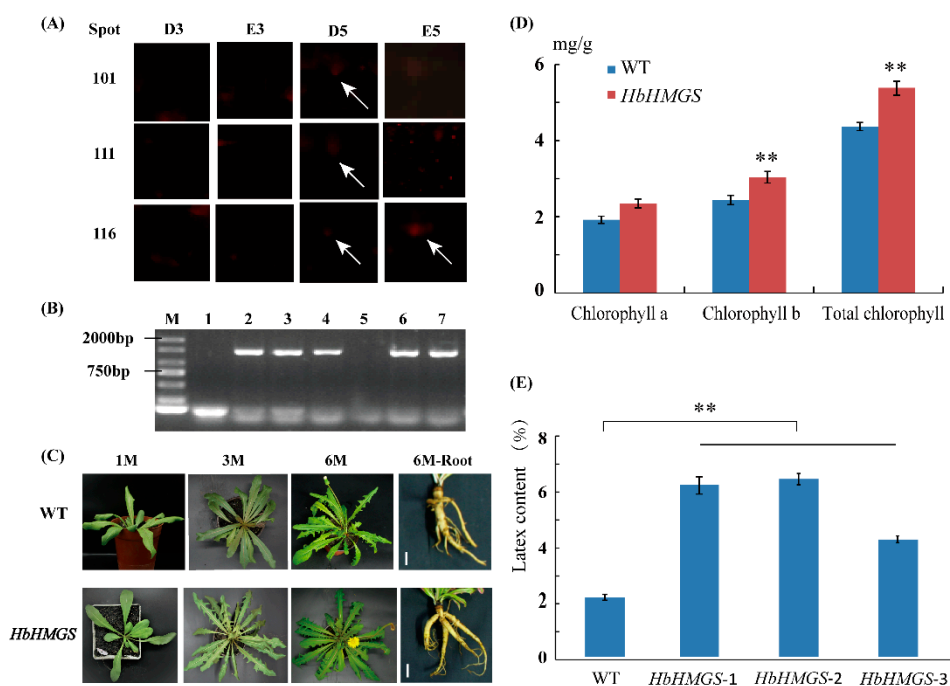 (A)
Spot D3 E3 D5 E5
101
111
116
(B)
M 1 2 3 4 5 6 7
2000bp
750bp
(C)
1M 3M 6M 6M-Root
WT
HbHMGS
(D)
mg/g
WT
HbHMGS
**
**
6
4
2
0
Chlorophyll a Chlorophyll b Total chlorophyll
(E)
Latex content (%)
**
8
6
4
2
0
WT HbHMGS-1 HbHMGS-2 HbHMGS-3